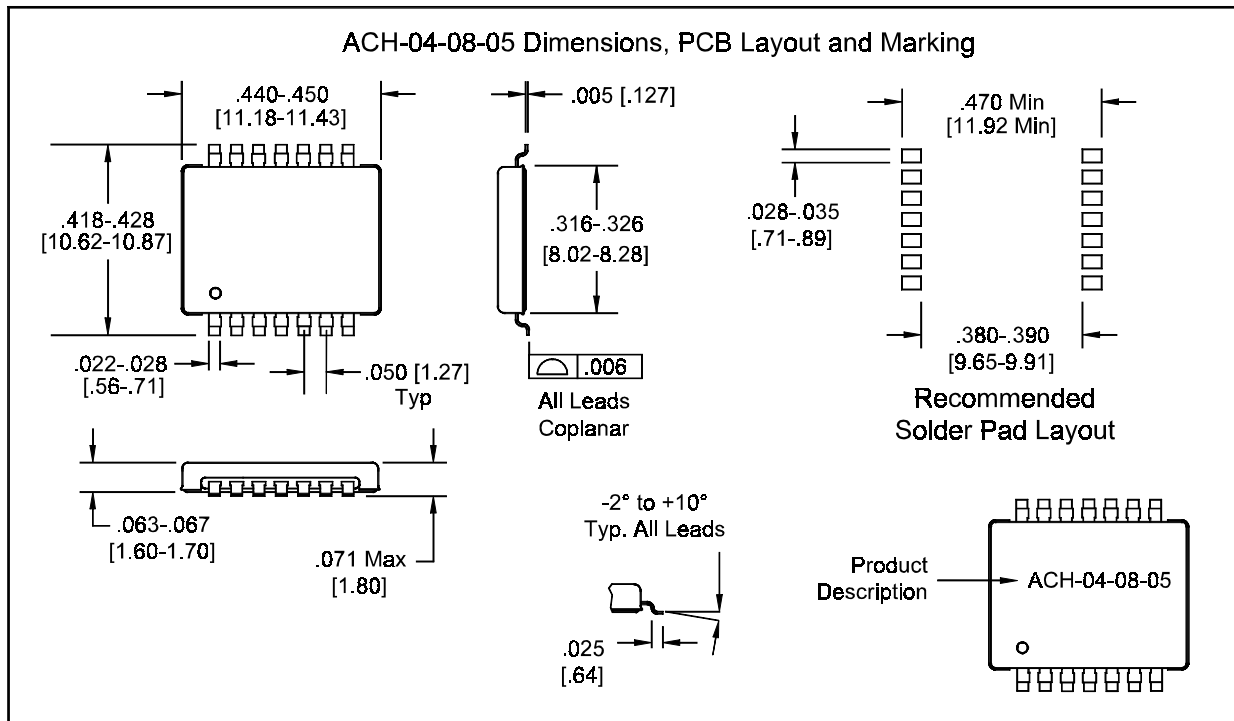 ACH-04-08-05 Dimensions, PCB Layout and Marking
.440-.450
[11.18-11.43]
.005 [.127]
.470 Min
[11.92 Min]
.418-.428
[10.62-10.87]
.316-.326
[8.02-8.28]
.028-.035
[.71-.89]
.022-.028
[.56-.71]
.050 [1.27]
Typ
.006
All Leads
Coplanar
.380-.390
[9.65-9.91]
Recommended
Solder Pad Layout
.063-.067
[1.60-1.70]
.071 Max
[1.80]
-2° to +10°
Typ. All Leads
.025
[.64]
Product
Description
ACH-04-08-05